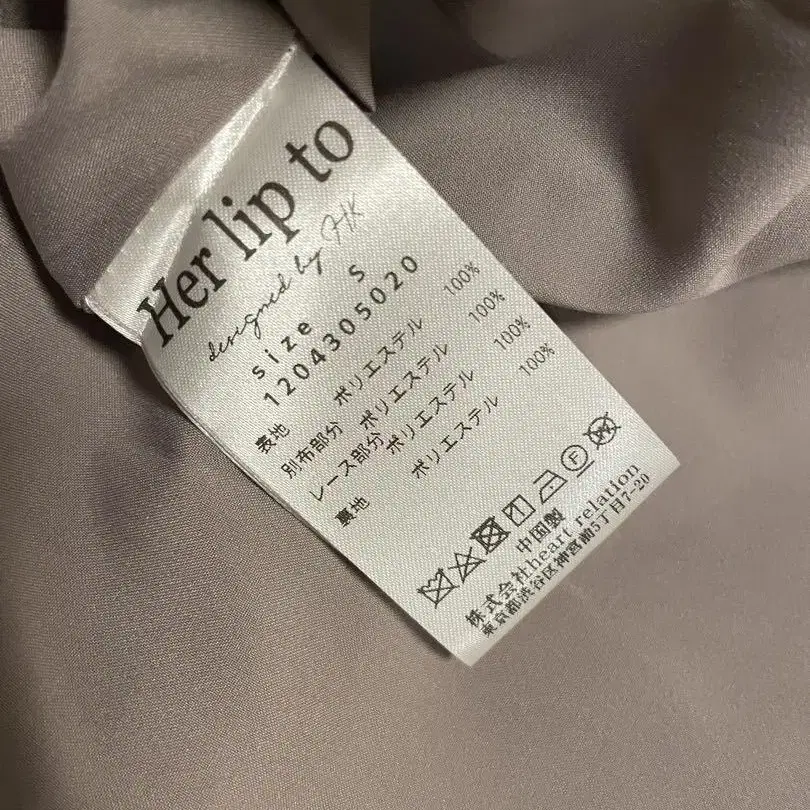 Her lip to
designed by HK
size S
1204305020
表地 ポリエステル 100%
別布部分 ポリエステル 100%
レース部分 ポリエステル 100%
裏地 ポリエステル 100%
中国製
株式会社heart relation
東京都渋谷区神宮前5丁目7-20